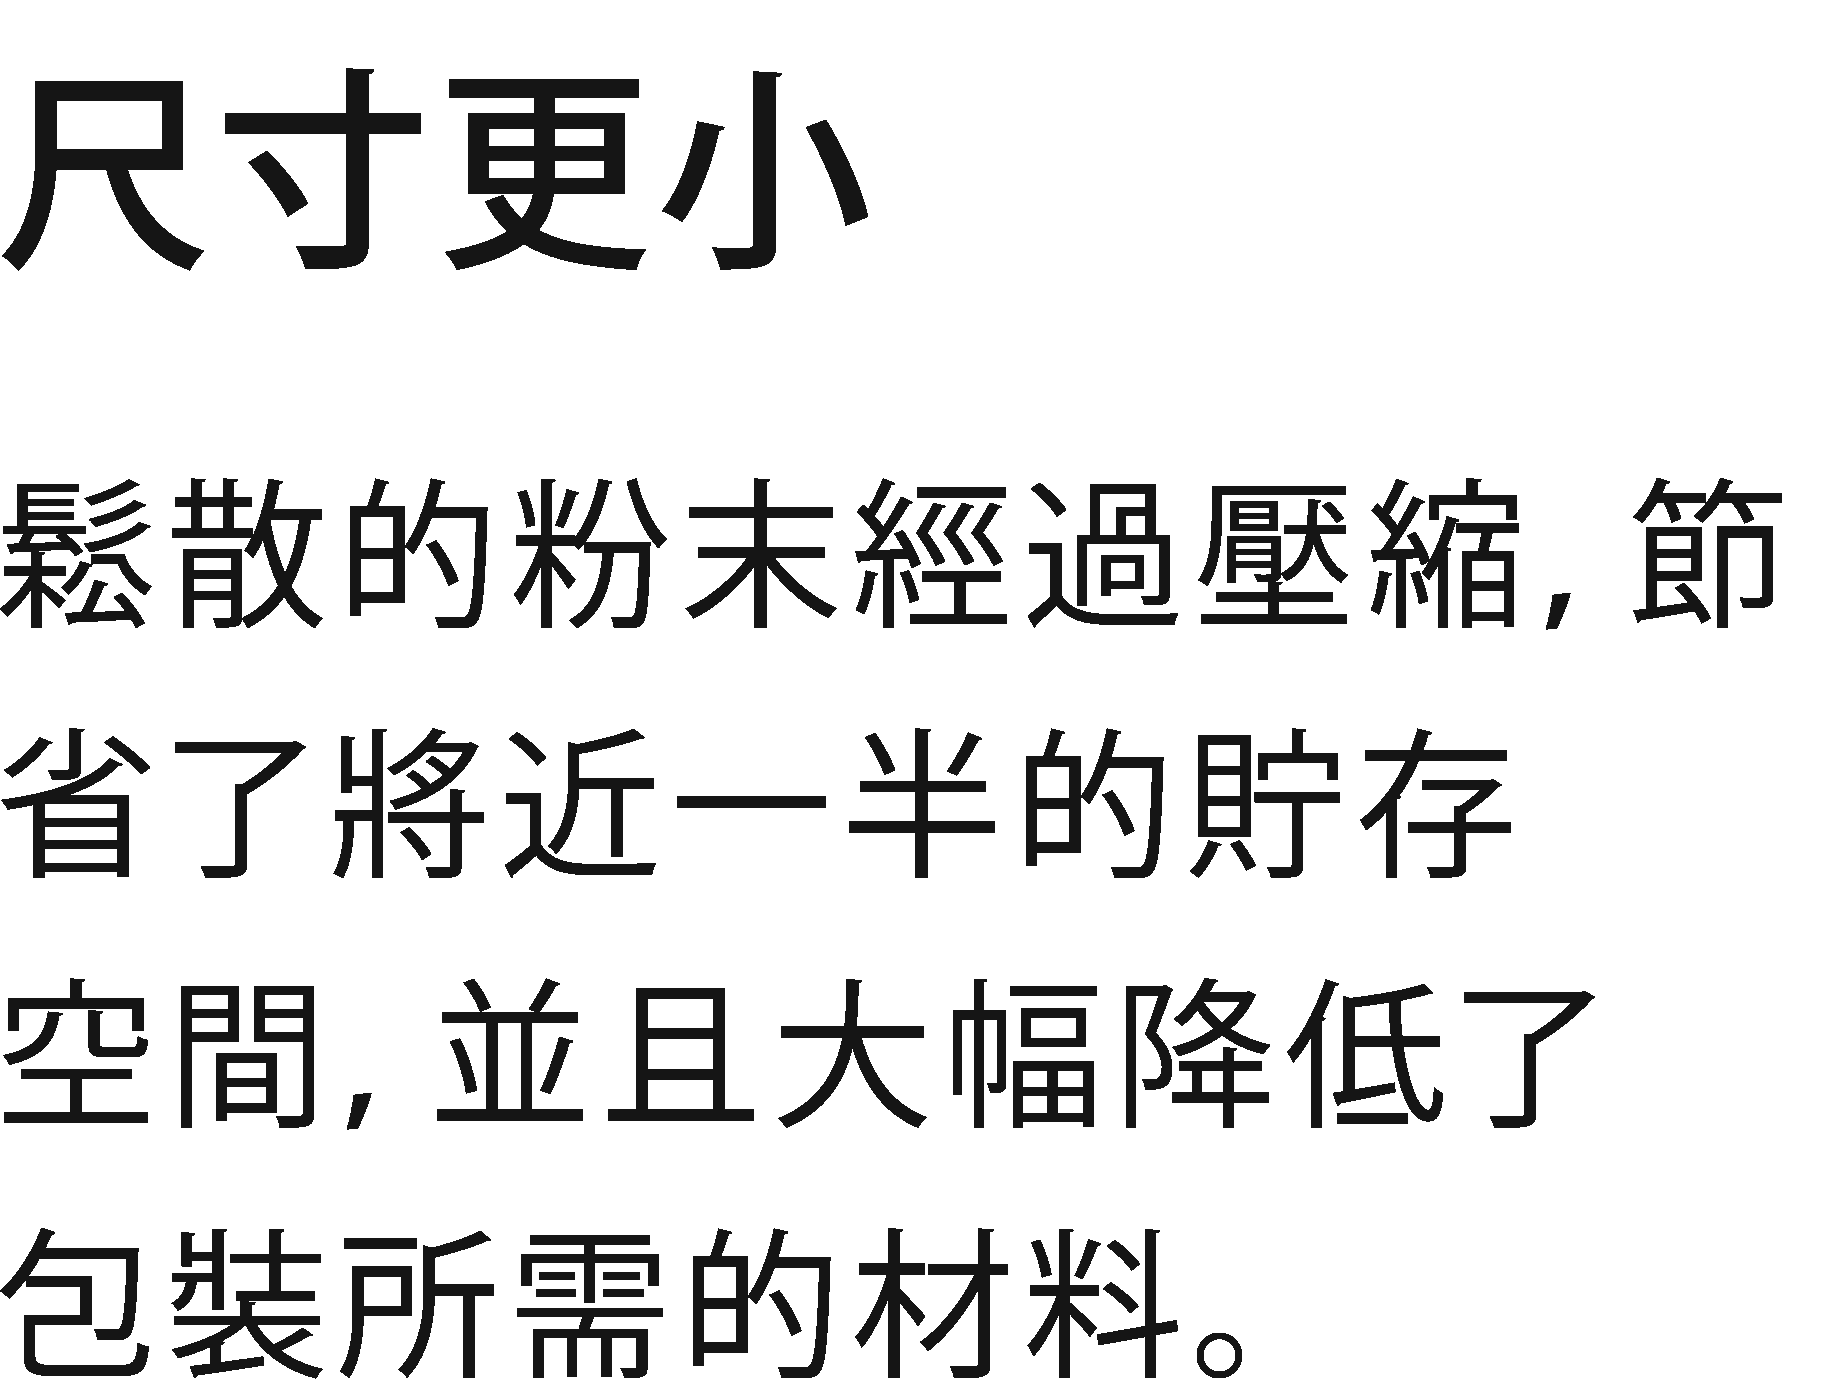 尺寸更小
鬆散的粉末經過壓縮, 節
省了將近一半的貯存
空間, 並且大幅降低了
包裝所需的材料。